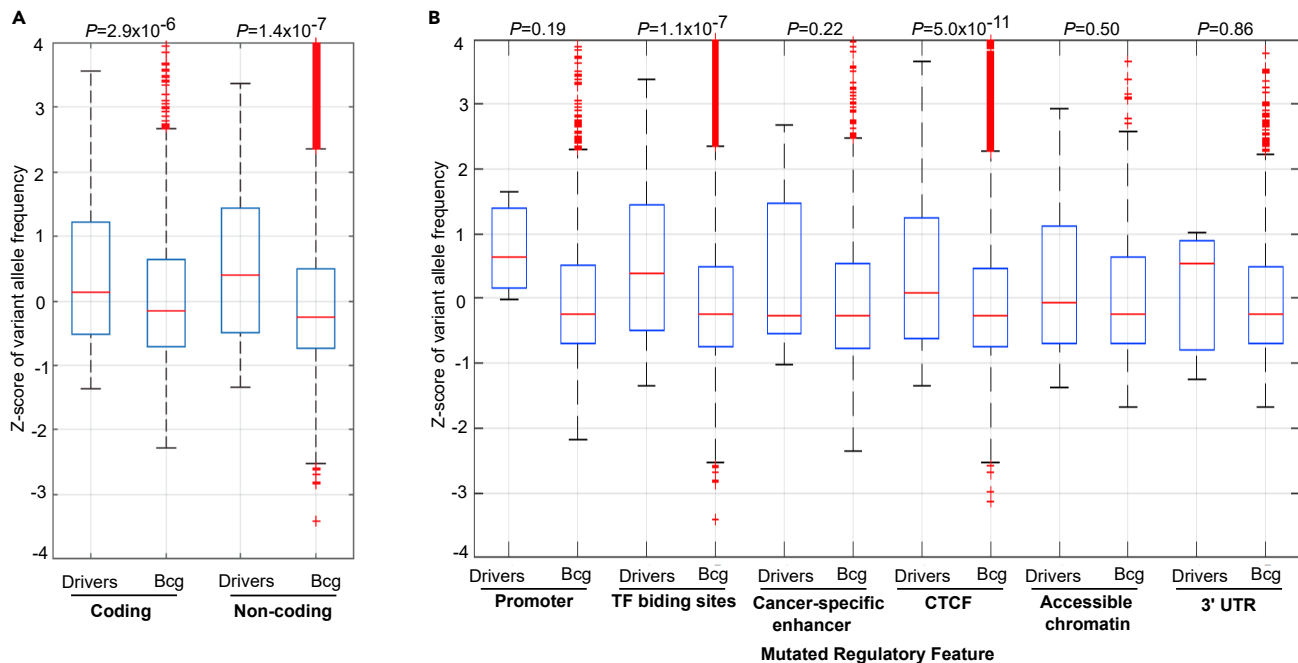 A
P=2.9x10-6
P=1.4x10-7
Z-score of variant allele frequency
4
3
2
1
0
-1
-2
-3
-4
Drivers
Bcg
Drivers
Bcg
Coding
Non-coding
B
P=0.19
P=1.1x10-7
P=0.22
P=5.0x10-11
P=0.50
P=0.86
Z-score of variant allele frequency
4
3
2
1
0
-1
-2
-3
-4
Drivers
Bcg
Drivers
Bcg
Drivers
Bcg
Drivers
Bcg
Drivers
Bcg
Drivers
Bcg
Promoter
TF biding sites
Cancer-specific
enhancer
CTCF
Accessible
chromatin
3' UTR
Mutated Regulatory Feature